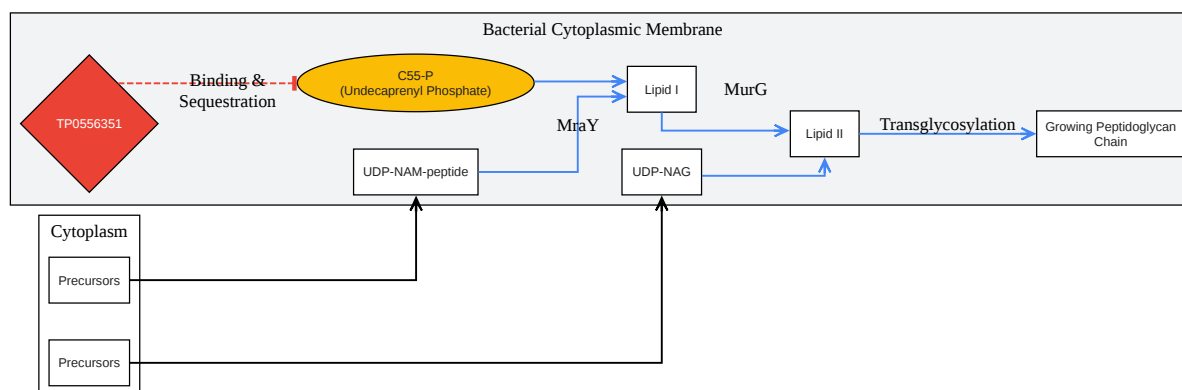 Bacterial Cytoplasmic Membrane
TP0556351
Binding &
Sequestration
C55-P
(Undecaprenyl Phosphate)
Lipid I
MurG
MraY
Lipid II
Transglycosylation
Growing Peptidoglycan
Chain
UDP-NAM-peptide
UDP-NAG
Cytoplasm
Precursors
Precursors